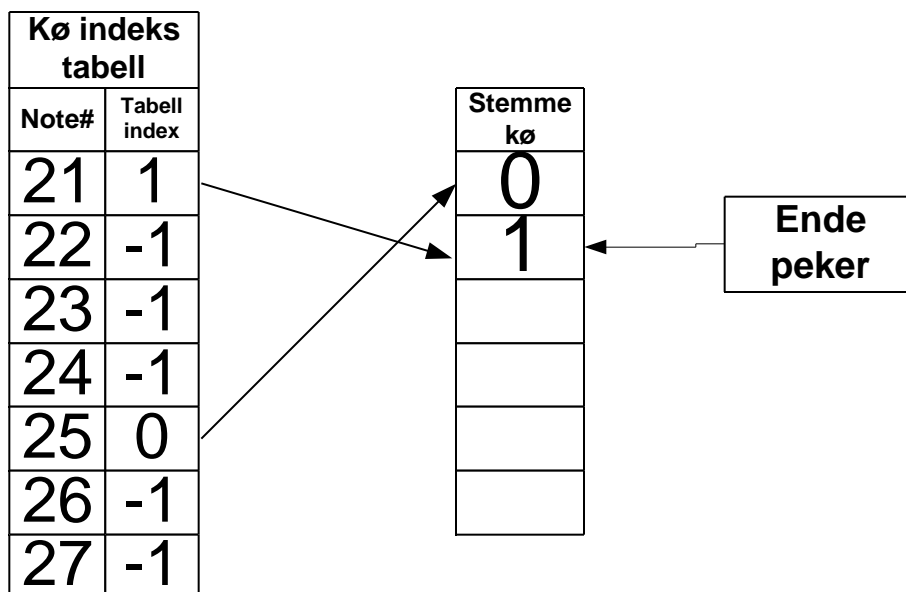 Kø indeks
tabell
Note# Tabell
index
21 1
22 -1
23 -1
24 -1
25 0
26 -1
27 -1
Stemme
kø
0
1
Ende
peker